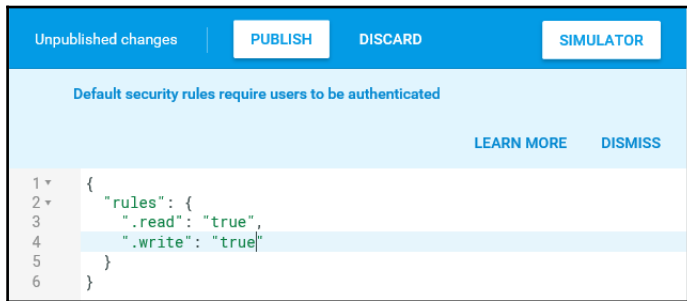 Unpublished changes PUBLISH DISCARD SIMULATOR
Default security rules require users to be authenticated
LEARN MORE DISMISS
1 {
2 "rules": {
3 ".read": "true",
4 ".write": "true"
5 }
6 }